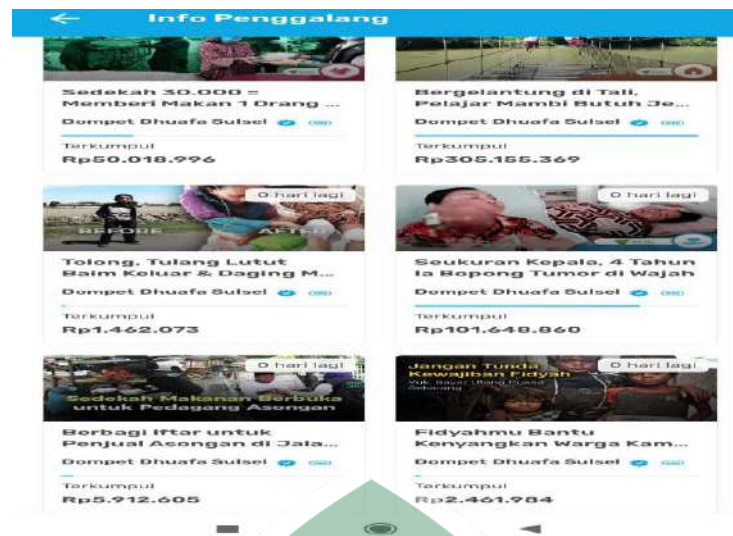 Info Penggalang
Sedekah 30.000 =
Memberi Makan 1 Orang ...
Dompet Dhuafa Sulsel
Terkumpul
Rp50.018.996
Bergelantung di Tali,
Pelajar Mambi Butuh Je...
Dompet Dhuafa Sulsel
Terkumpul
Rp305.155.369
0 hari lagi
BEFORE
AFTER
Tolong, Tulang Lutut
Baim Keluar & Daging M...
Dompet Dhuafa Sulsel
Terkumpul
Rp1.462.073
0 hari lagi
Seukuran Kepala, 4 Tahun
Ia Bopong Tumor di Wajah
Dompet Dhuafa Sulsel
Terkumpul
Rp101.648.860
0 hari lagi
Sedekah Makanan Berbuka
untuk Pedagang Asongan
Berbagi Iftar untuk
Penjual Asongan di Jala...
Dompet Dhuafa Sulsel
Terkumpul
Rp5.912.605
0 hari lagi
Jangan Tunda
Kewajiban Fidyah
Yuk, Bayar Utang Puasa
Sekarang
Fidyahmu Bantu
Kenyangkan Warga Kam...
Dompet Dhuafa Sulsel
Terkumpul
Rp2.461.984